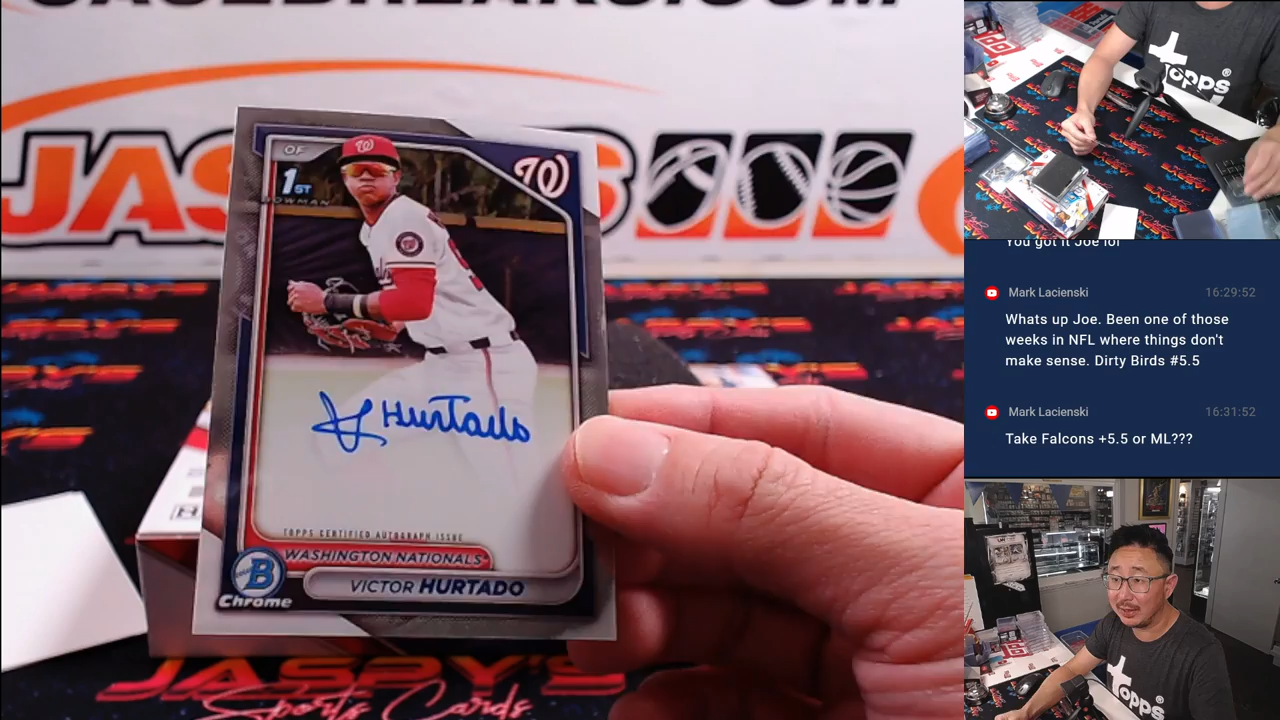 JASPY'S
OF
1ST
BOWMAN
W
W
JHurtado
TOPPS CERTIFIED AUTOGRAPH ISSUE
WASHINGTON NATIONALS
VICTOR HURTADO
B
Chrome
JASPY'S
Sports Cards
topps
You got it Joe lol
Mark Lacienski 16:29:52
Whats up Joe. Been one of those
weeks in NFL where things don't
make sense. Dirty Birds #5.5
Mark Lacienski 16:31:52
Take Falcons +5.5 or ML???
topps